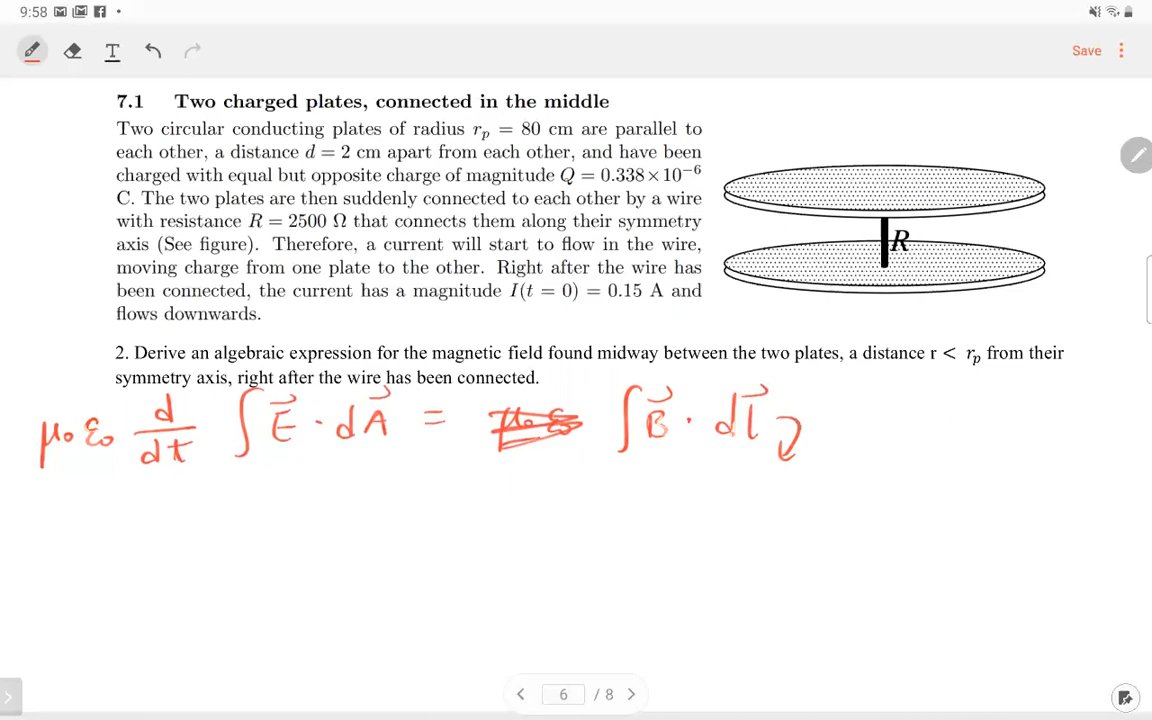 9:58
Save
7.1 Two charged plates, connected in the middle
Two circular conducting plates of radius r_p = 80 cm are parallel to
each other, a distance d = 2 cm apart from each other, and have been
charged with equal but opposite charge of magnitude Q = 0.338×10⁻⁶
C. The two plates are then suddenly connected to each other by a wire
with resistance R = 2500 Ω that connects them along their symmetry
axis (See figure). Therefore, a current will start to flow in the wire,
moving charge from one plate to the other. Right after the wire has
been connected, the current has a magnitude I(t = 0) = 0.15 A and
flows downwards.
R
2. Derive an algebraic expression for the magnetic field found midway between the two plates, a distance r < r_p from their
symmetry axis, right after the wire has been connected.
μ₀ ε₀ d/dt ∫ E⃗ · dA⃗ = ∫ B⃗ · dl⃗
6 / 8